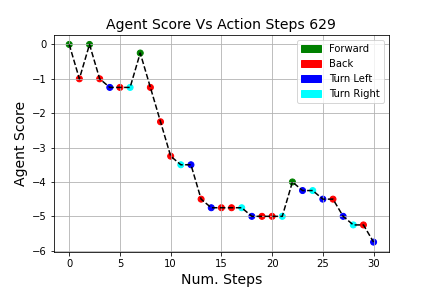 Agent Score Vs Action Steps 629
Agent Score
0
−1
−2
−3
−4
−5
−6
Forward
Back
Turn Left
Turn Right
0 5 10 15 20 25 30
Num. Steps